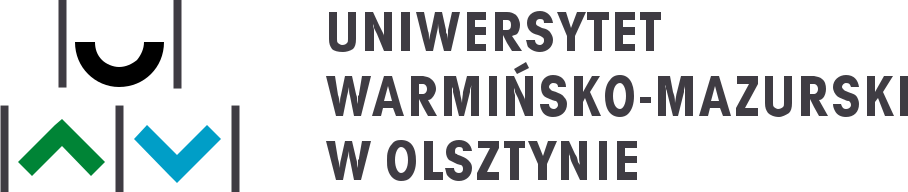 UNIWERSYTET
WARMIŃSKO-MAZURSKI
W OLSZTYNIE